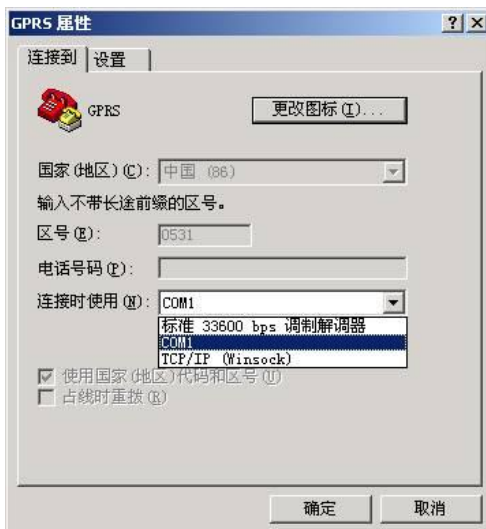 GPRS 属性
连接到 设置
GPRS 更改图标(I)...
国家(地区)(C): 中国 (86)
输入不带长途前缀的区号。
区号(E): 0531
电话号码(P):
连接时使用(N): COM1
标准 33600 bps 调制解调器
COM1
TCP/IP (Winsock)
使用国家(地区)代码和区号(U)
占线时重拨(R)
确定 取消